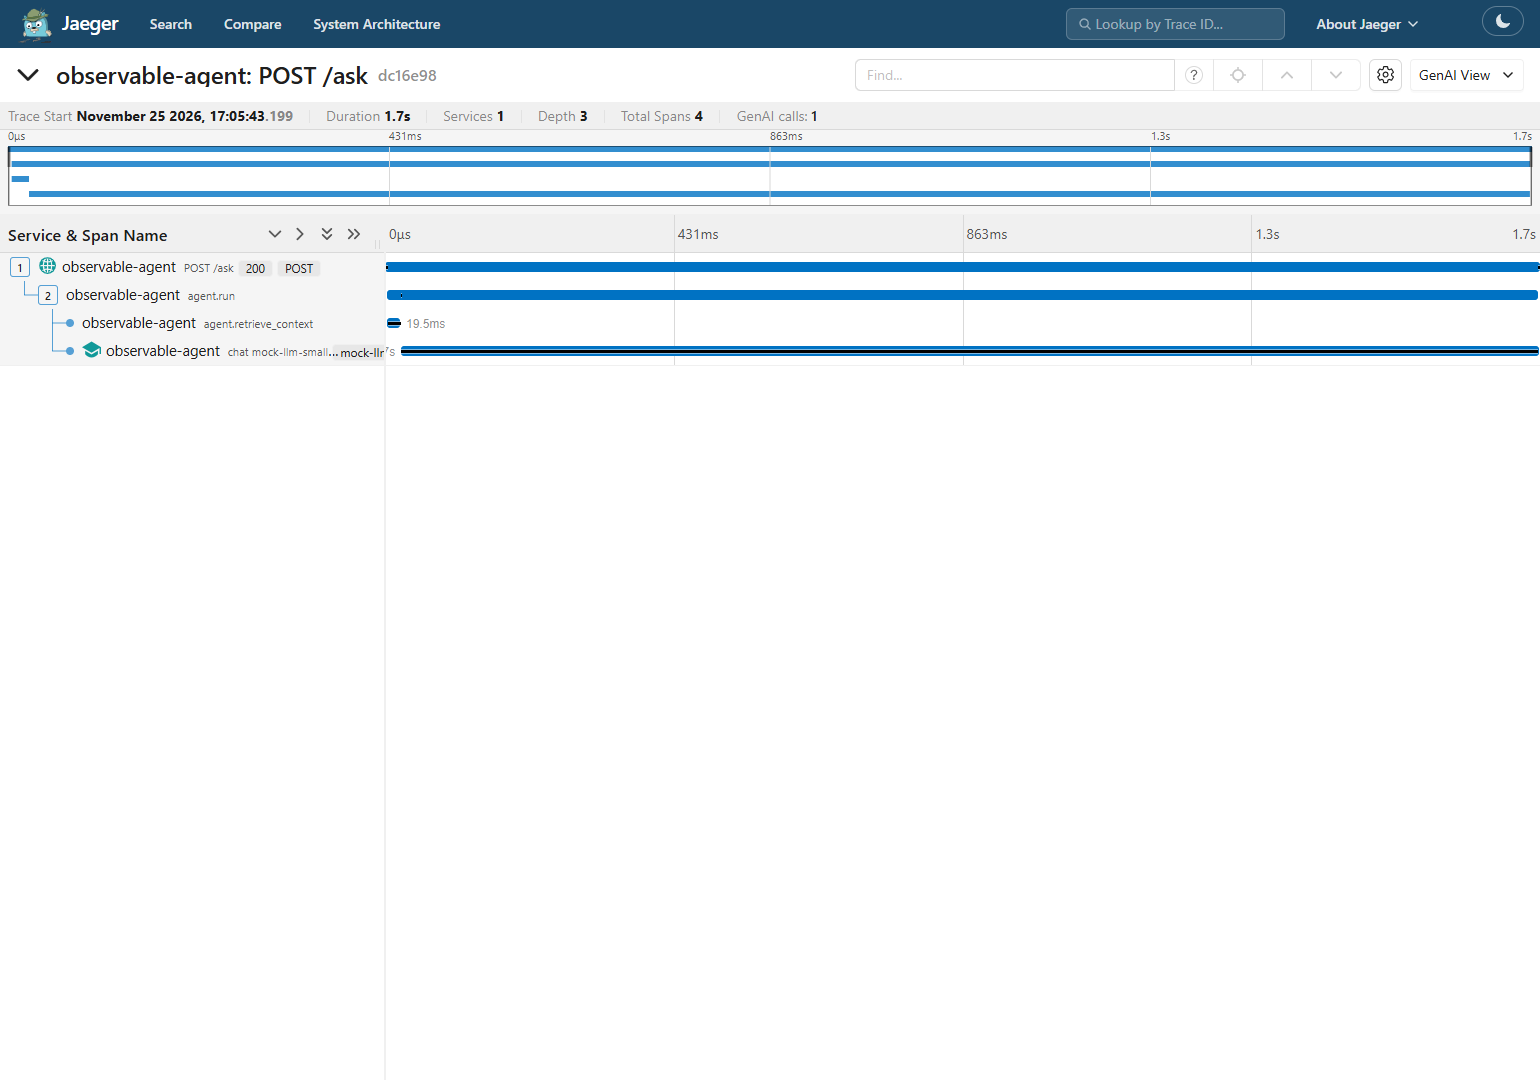 Jaeger Search Compare System Architecture Lookup by Trace ID... About Jaeger
observable-agent: POST /ask dc16e98 Find... ? GenAI View
Trace Start November 25 2026, 17:05:43.199 Duration 1.7s Services 1 Depth 3 Total Spans 4 GenAI calls: 1
0µs 431ms 863ms 1.3s 1.7s
Service & Span Name 0µs 431ms 863ms 1.3s 1.7s
1 observable-agent POST /ask 200 POST
2 observable-agent agent.run
observable-agent agent.retrieve_context 19.5ms
observable-agent chat mock-llm-small... mock-llr 7s